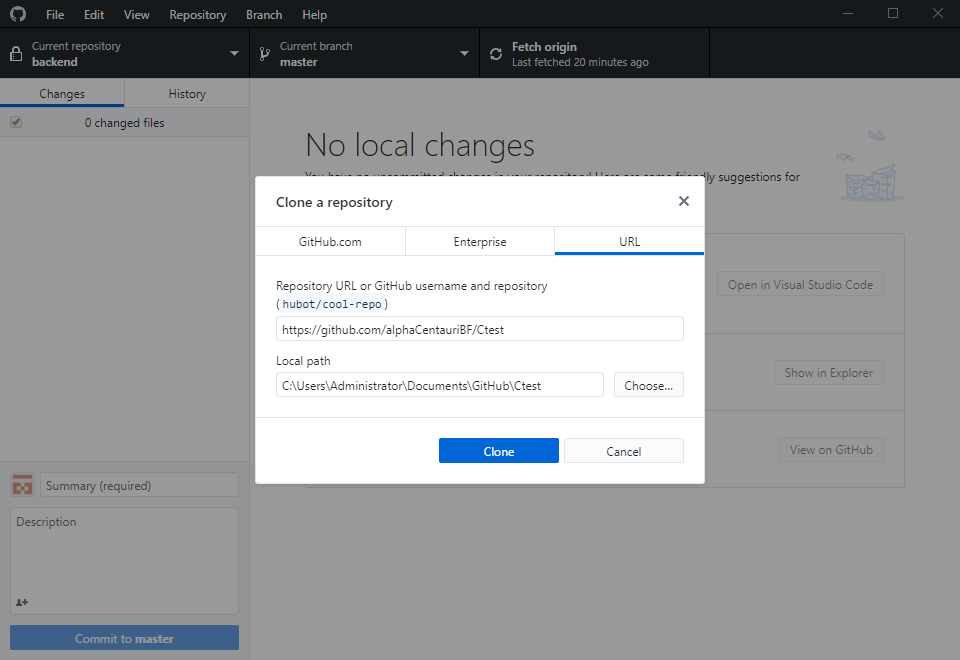 File Edit View Repository Branch Help
Current repository
backend
Current branch
master
Fetch origin
Last fetched 20 minutes ago
Changes History
0 changed files
No local changes
You have no uncommitted changes in your repository! Here are some friendly suggestions for
Clone a repository
GitHub.com Enterprise URL
Repository URL or GitHub username and repository
(hubot/cool-repo)
https://github.com/alphaCentauriBF/Ctest
Local path
C:\Users\Administrator\Documents\GitHub\Ctest Choose...
Clone Cancel
Open in Visual Studio Code
Show in Explorer
View on GitHub
Summary (required)
Description
Commit to master